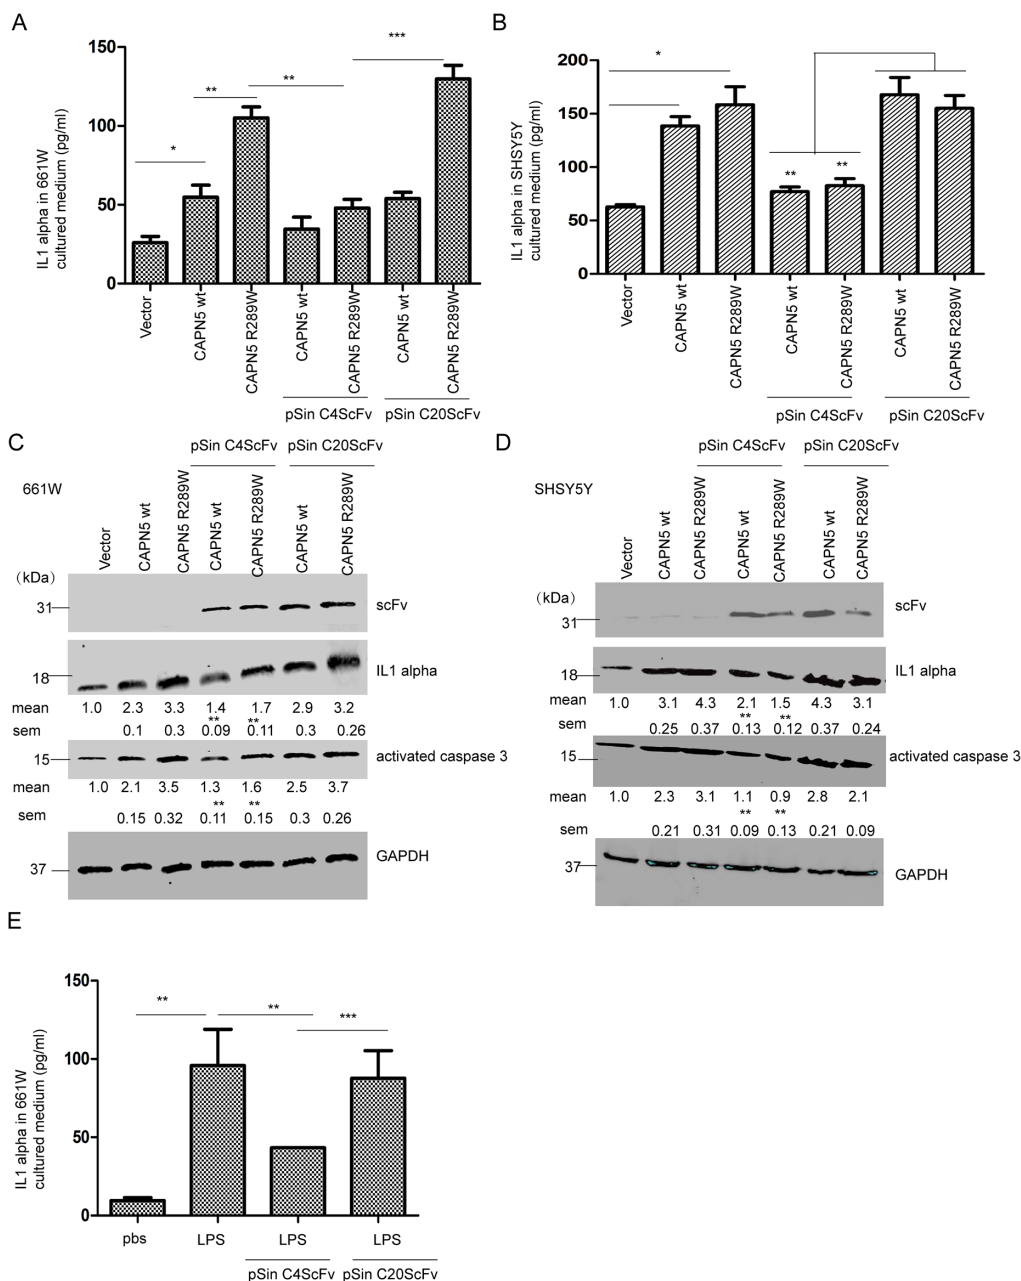 A
IL1 alpha in 661W
cultured medium (pg/ml)
150
100
50
0
*
**
**
***
Vector
CAPN5 wt
CAPN5 R289W
CAPN5 wt
CAPN5 R289W
CAPN5 wt
CAPN5 R289W
pSin C4ScFv
pSin C20ScFv
B
IL1 alpha in SHSY5Y
cultured medium (pg/ml)
200
150
100
50
0
*
**
**
Vector
CAPN5 wt
CAPN5 R289W
CAPN5 wt
CAPN5 R289W
CAPN5 wt
CAPN5 R289W
pSin C4ScFv
pSin C20ScFv
C
661W
pSin C4ScFv
pSin C20ScFv
Vector
CAPN5 wt
CAPN5 R289W
CAPN5 wt
CAPN5 R289W
CAPN5 wt
CAPN5 R289W
(kDa)
31
scFv
18
IL1 alpha
mean 1.0 2.3 3.3 1.4 1.7 2.9 3.2
** **
sem 0.1 0.3 0.09 0.11 0.3 0.26
15
activated caspase 3
mean 1.0 2.1 3.5 1.3 1.6 2.5 3.7
** **
sem 0.15 0.32 0.11 0.15 0.3 0.26
37
GAPDH
D
SHSY5Y
pSin C4ScFv
pSin C20ScFv
Vector
CAPN5 wt
CAPN5 R289W
CAPN5 wt
CAPN5 R289W
CAPN5 wt
CAPN5 R289W
(kDa)
31
scFv
18
IL1 alpha
mean 1.0 3.1 4.3 2.1 1.5 4.3 3.1
** **
sem 0.25 0.37 0.13 0.12 0.37 0.24
15
activated caspase 3
mean 1.0 2.3 3.1 1.1 0.9 2.8 2.1
** **
sem 0.21 0.31 0.09 0.13 0.21 0.09
37
GAPDH
E
IL1 alpha in 661W
cultured medium (pg/ml)
150
100
50
0
**
**
***
pbs
LPS
LPS
LPS
pSin C4ScFv
pSin C20ScFv